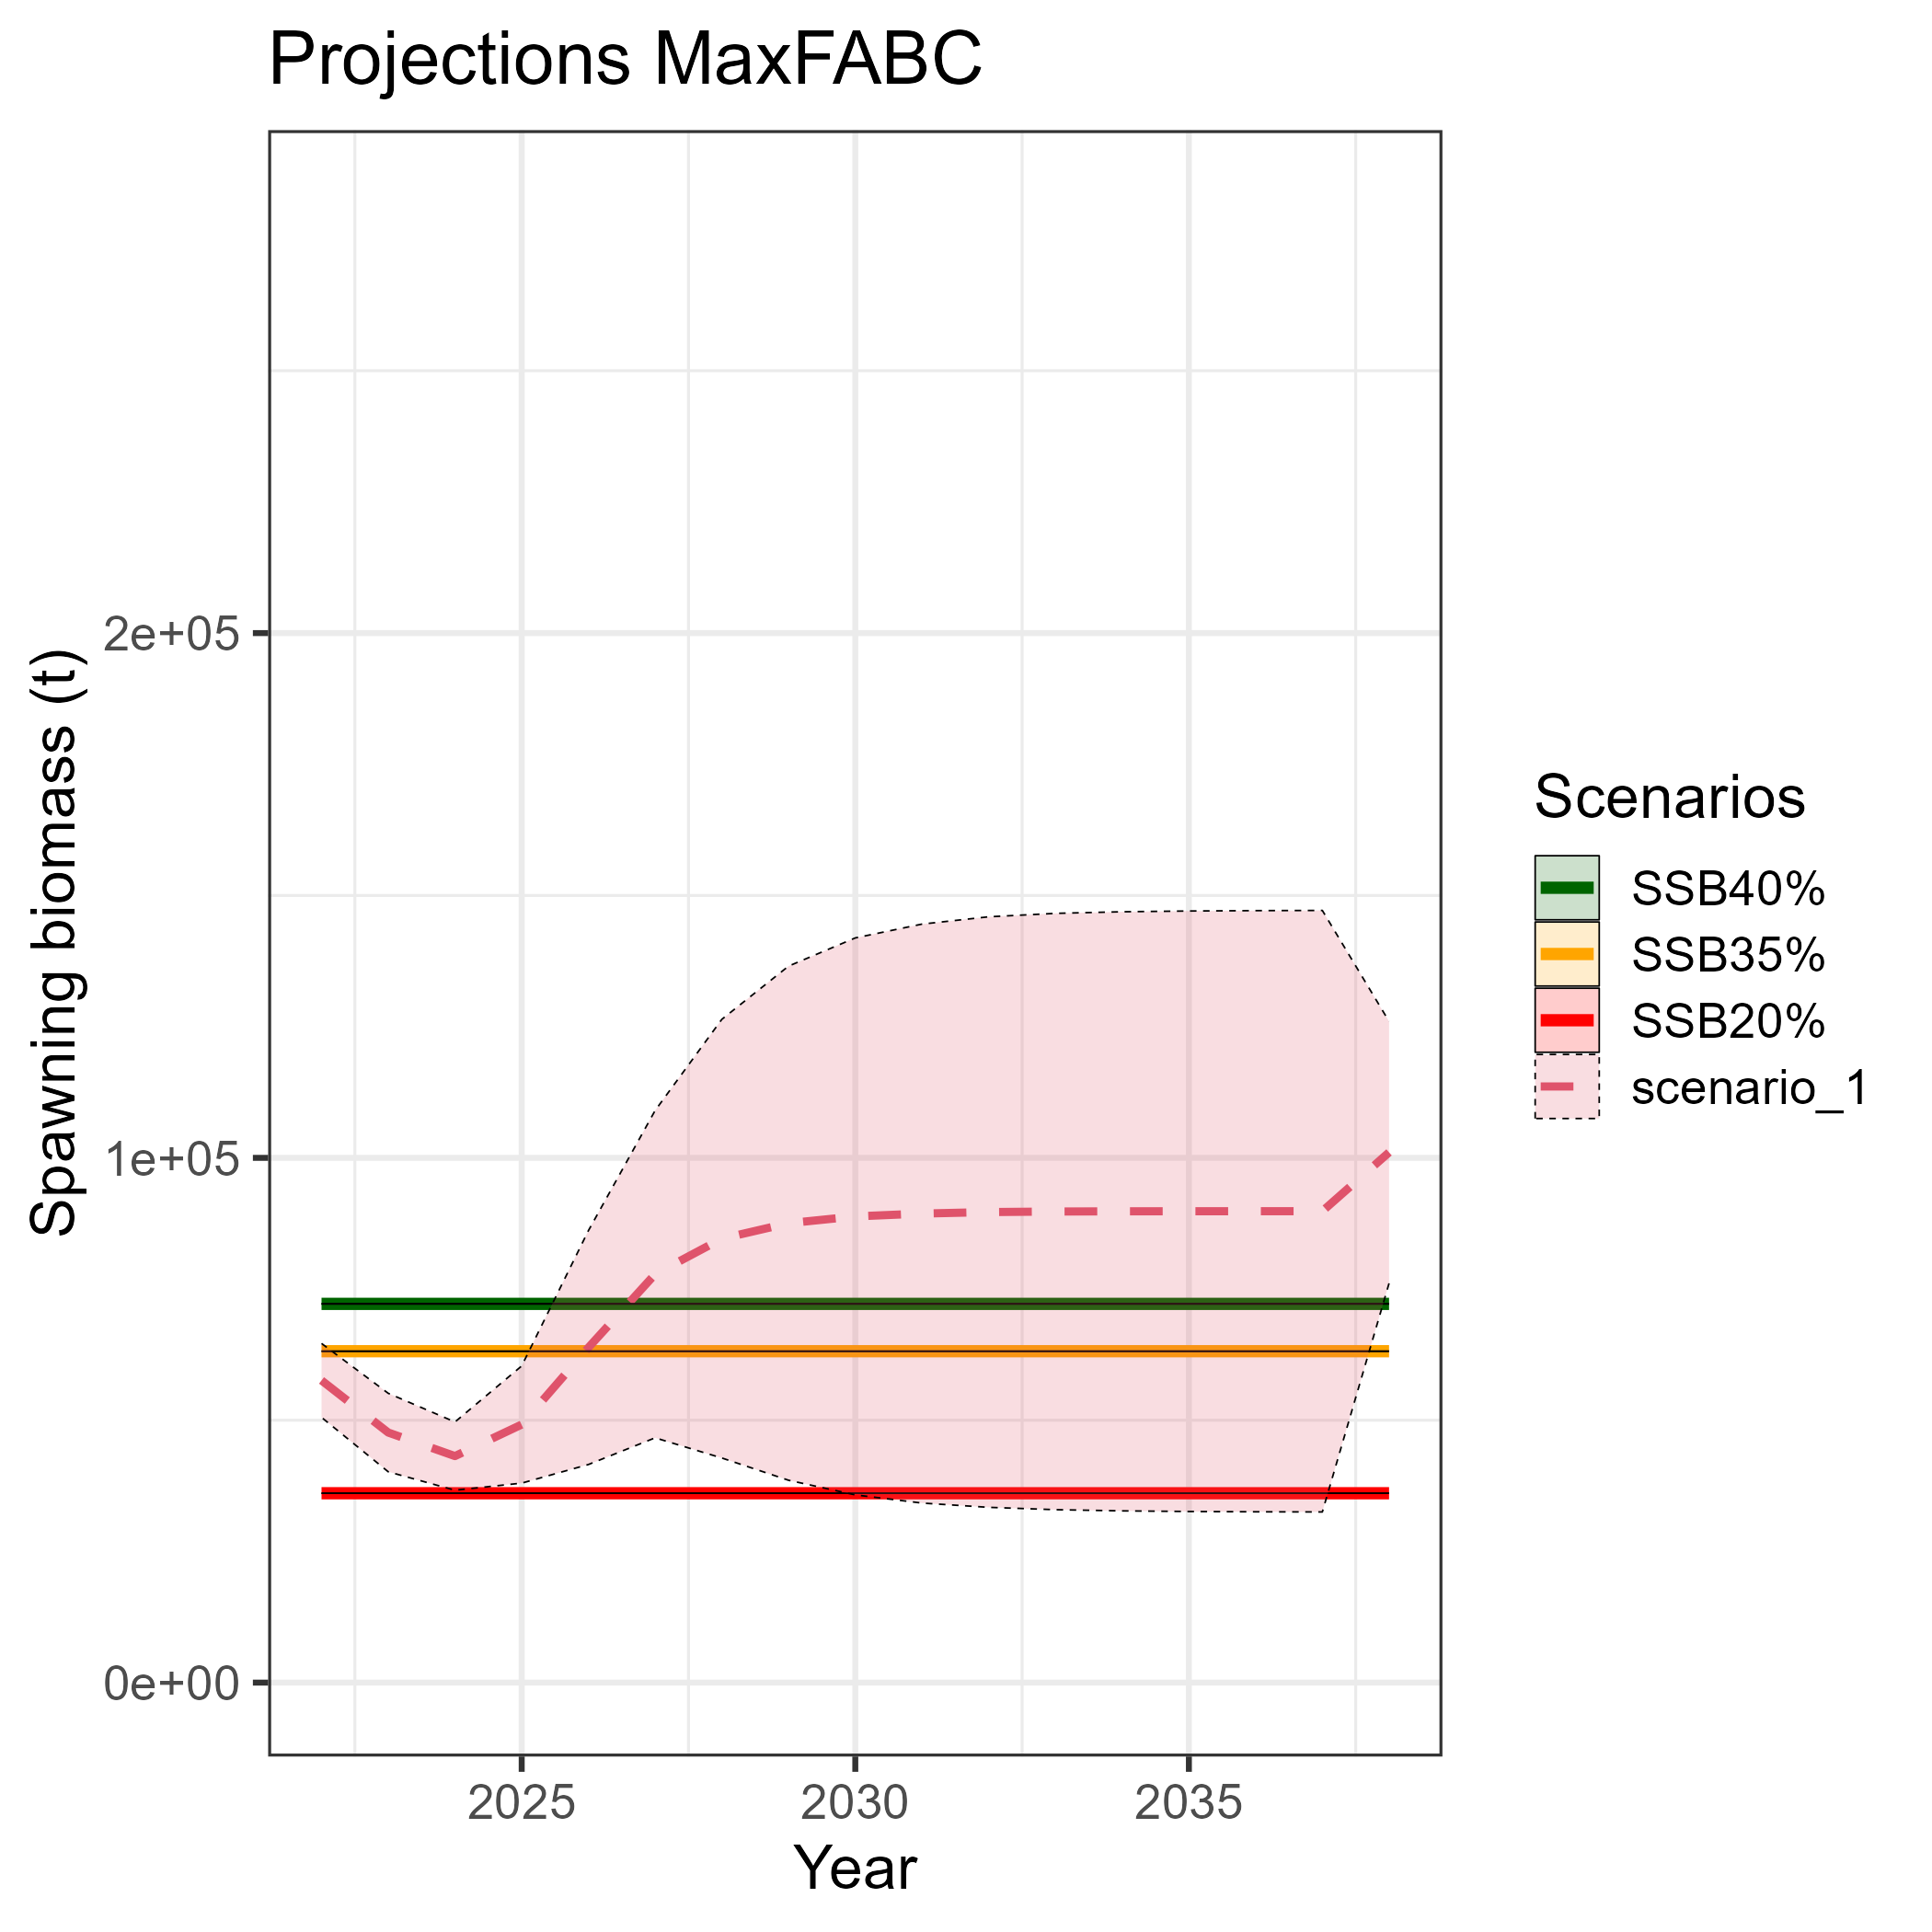 Projections MaxFABC
Spawning biomass (t)
2e+05
1e+05
0e+00
2025
2030
2035
Year
Scenarios
SSB40%
SSB35%
SSB20%
scenario_1